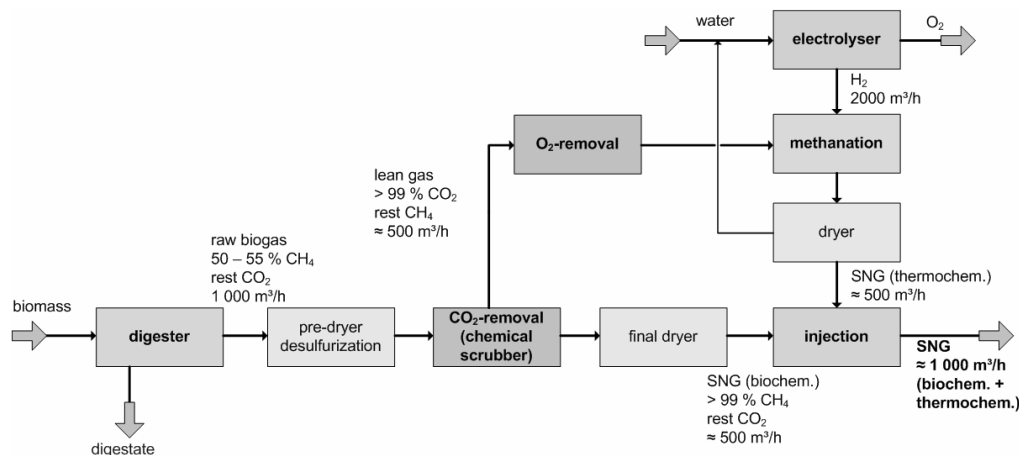 water
electrolyser
O₂
H₂
2000 m³/h
O₂-removal
methanation
lean gas
> 99 % CO₂
rest CH₄
≈ 500 m³/h
dryer
raw biogas
50 – 55 % CH₄
rest CO₂
1 000 m³/h
SNG (thermochem.)
≈ 500 m³/h
biomass
digester
pre-dryer
desulfurization
CO₂-removal
(chemical
scrubber)
final dryer
injection
SNG
≈ 1 000 m³/h
(biochem. +
thermochem.)
SNG (biochem.)
> 99 % CH₄
rest CO₂
≈ 500 m³/h
digestate